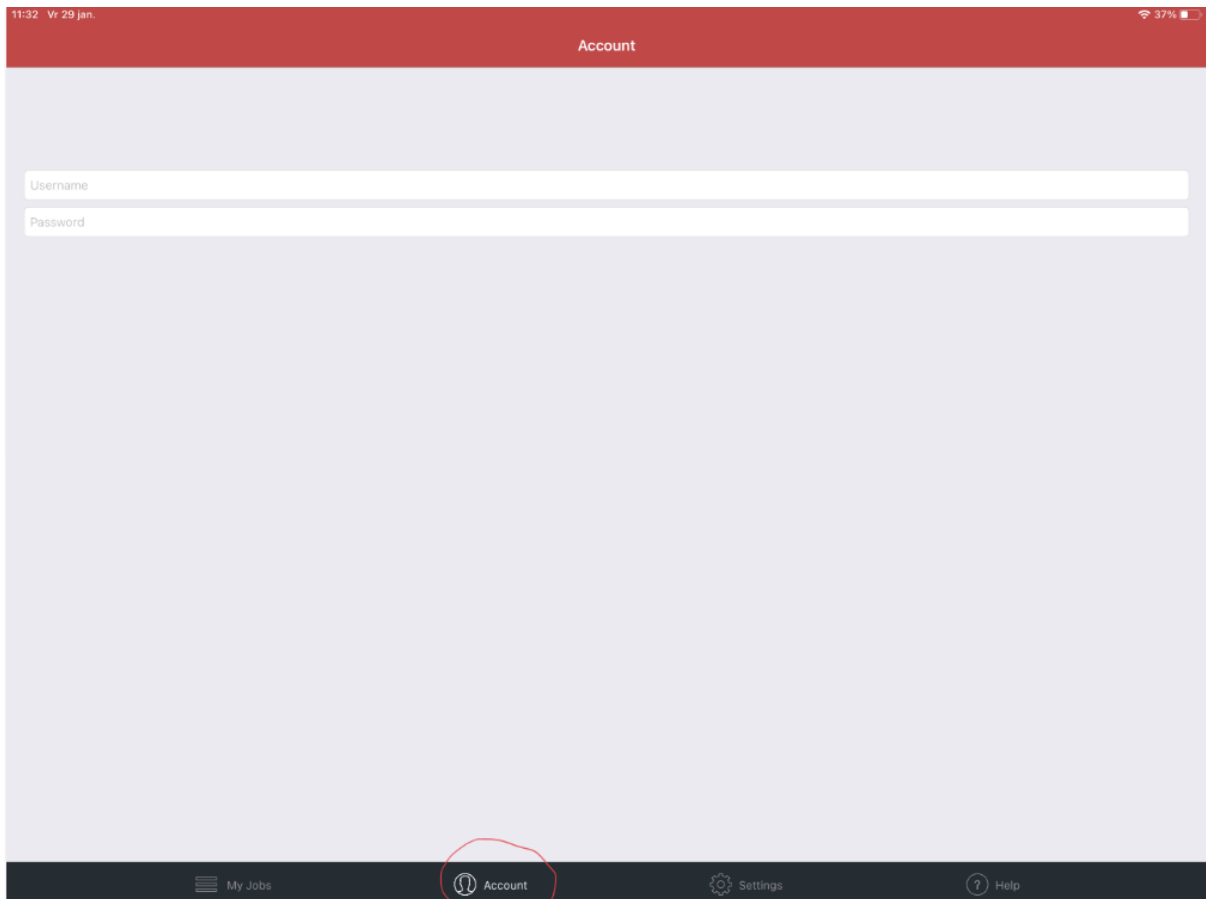 11:32 Vr 29 jan. 37%
Account
Username
Password
My Jobs Account Settings ? Help